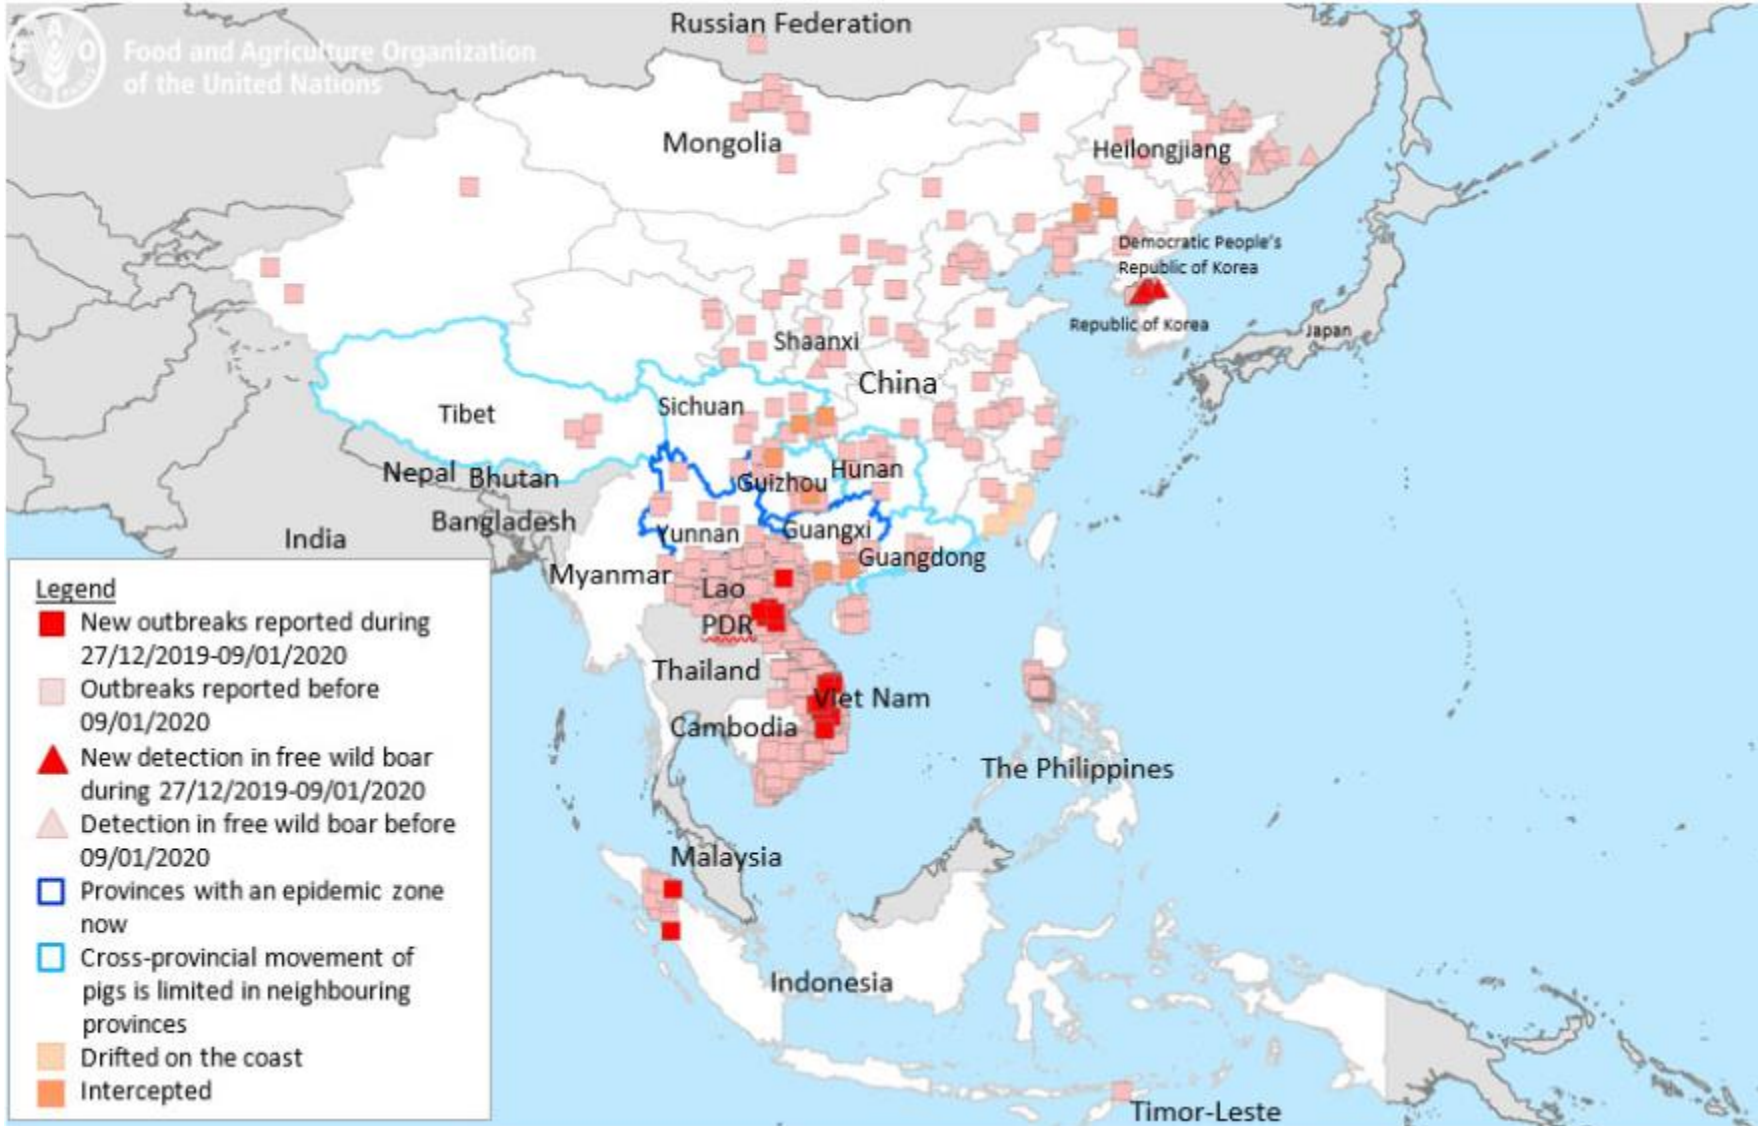 F A O
FIAT PANIS
Food and Agriculture Organization
of the United Nations
Russian Federation
Mongolia
Heilongjiang
Democratic People's
Republic of Korea
Republic of Korea
Japan
Shaanxi
China
Tibet
Sichuan
Nepal
Bhutan
Guizhou
Hunan
Bangladesh
India
Yunnan
Guangxi
Guangdong
Myanmar
Lao
PDR
Thailand
Viet Nam
Cambodia
The Philippines
Malaysia
Indonesia
Timor-Leste
Legend
New outbreaks reported during
27/12/2019-09/01/2020
Outbreaks reported before
09/01/2020
New detection in free wild boar
during 27/12/2019-09/01/2020
Detection in free wild boar before
09/01/2020
Provinces with an epidemic zone
now
Cross-provincial movement of
pigs is limited in neighbouring
provinces
Drifted on the coast
Intercepted